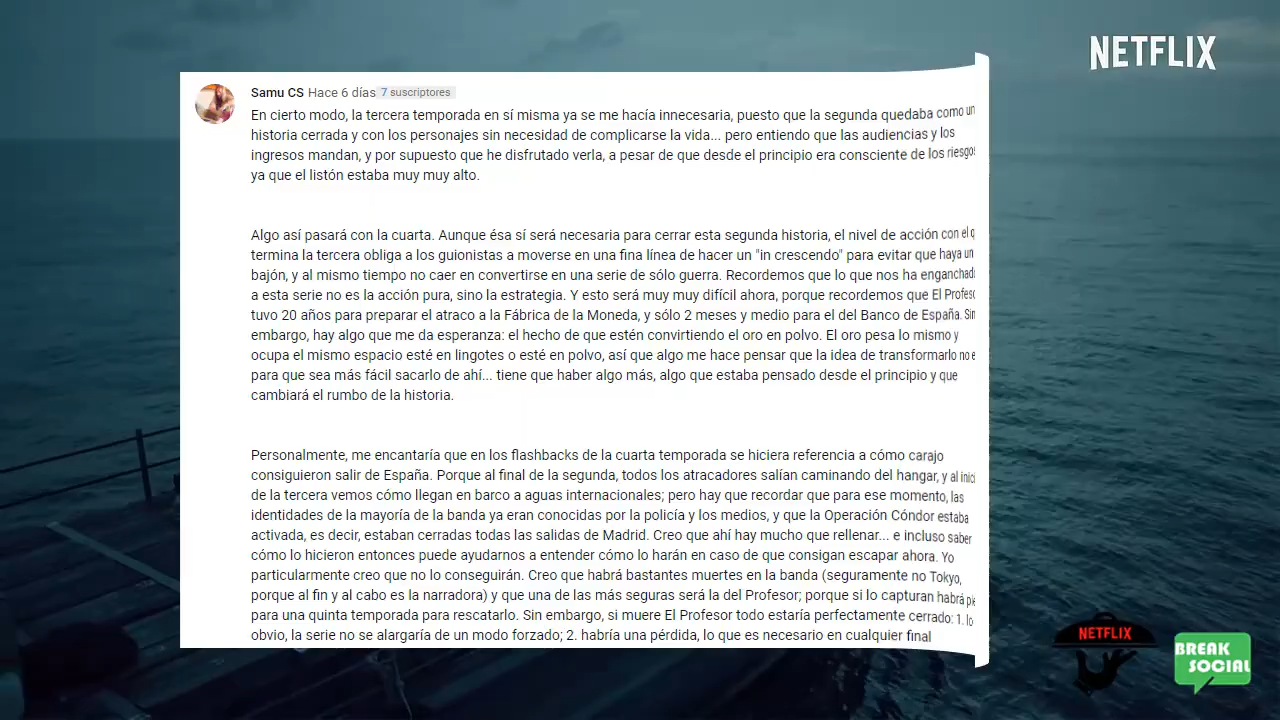 NETFLIX
Samu CS Hace 6 días 7 suscriptores
En cierto modo, la tercera temporada en sí misma ya se me hacía innecesaria, puesto que la segunda quedaba como un
historia cerrada y con los personajes sin necesidad de complicarse la vida... pero entiendo que las audiencias y los
ingresos mandan, y por supuesto que he disfrutado verla, a pesar de que desde el principio era consciente de los riesgos
ya que el listón estaba muy muy alto.
Algo así pasará con la cuarta. Aunque ésa sí será necesaria para cerrar esta segunda historia, el nivel de acción con el q
termina la tercera obliga a los guionistas a moverse en una fina línea de hacer un "in crescendo" para evitar que haya un
bajón, y al mismo tiempo no caer en convertirse en una serie de sólo guerra. Recordemos que lo que nos ha enganchad
a esta serie no es la acción pura, sino la estrategia. Y esto será muy muy difícil ahora, porque recordemos que El Profeso
tuvo 20 años para preparar el atraco a la Fábrica de la Moneda, y sólo 2 meses y medio para el del Banco de España. Sin
embargo, hay algo que me da esperanza: el hecho de que estén convirtiendo el oro en polvo. El oro pesa lo mismo y
ocupa el mismo espacio esté en lingotes o esté en polvo, así que algo me hace pensar que la idea de transformarlo no e
para que sea más fácil sacarlo de ahí... tiene que haber algo más, algo que estaba pensado desde el principio y que
cambiará el rumbo de la historia.
Personalmente, me encantaría que en los flashbacks de la cuarta temporada se hiciera referencia a cómo carajo
consiguieron salir de España. Porque al final de la segunda, todos los atracadores salían caminando del hangar, y al inici
de la tercera vemos cómo llegan en barco a aguas internacionales; pero hay que recordar que para ese momento, las
identidades de la mayoría de la banda ya eran conocidas por la policía y los medios, y que la Operación Cóndor estaba
activada, es decir, estaban cerradas todas las salidas de Madrid. Creo que ahí hay mucho que rellenar... e incluso saber
cómo lo hicieron entonces puede ayudarnos a entender cómo lo harán en caso de que consigan escapar ahora. Yo
particularmente creo que no lo conseguirán. Creo que habrá bastantes muertes en la banda (seguramente no Tokyo,
porque al fin y al cabo es la narradora) y que una de las más seguras será la del Profesor; porque si lo capturan habrá pie
para una quinta temporada para rescatarlo. Sin embargo, si muere El Profesor todo estaría perfectamente cerrado: 1. lo
obvio, la serie no se alargaría de un modo forzado; 2. habría una pérdida, lo que es necesario en cualquier final
NETFLIX
BREAK
SOCIAL